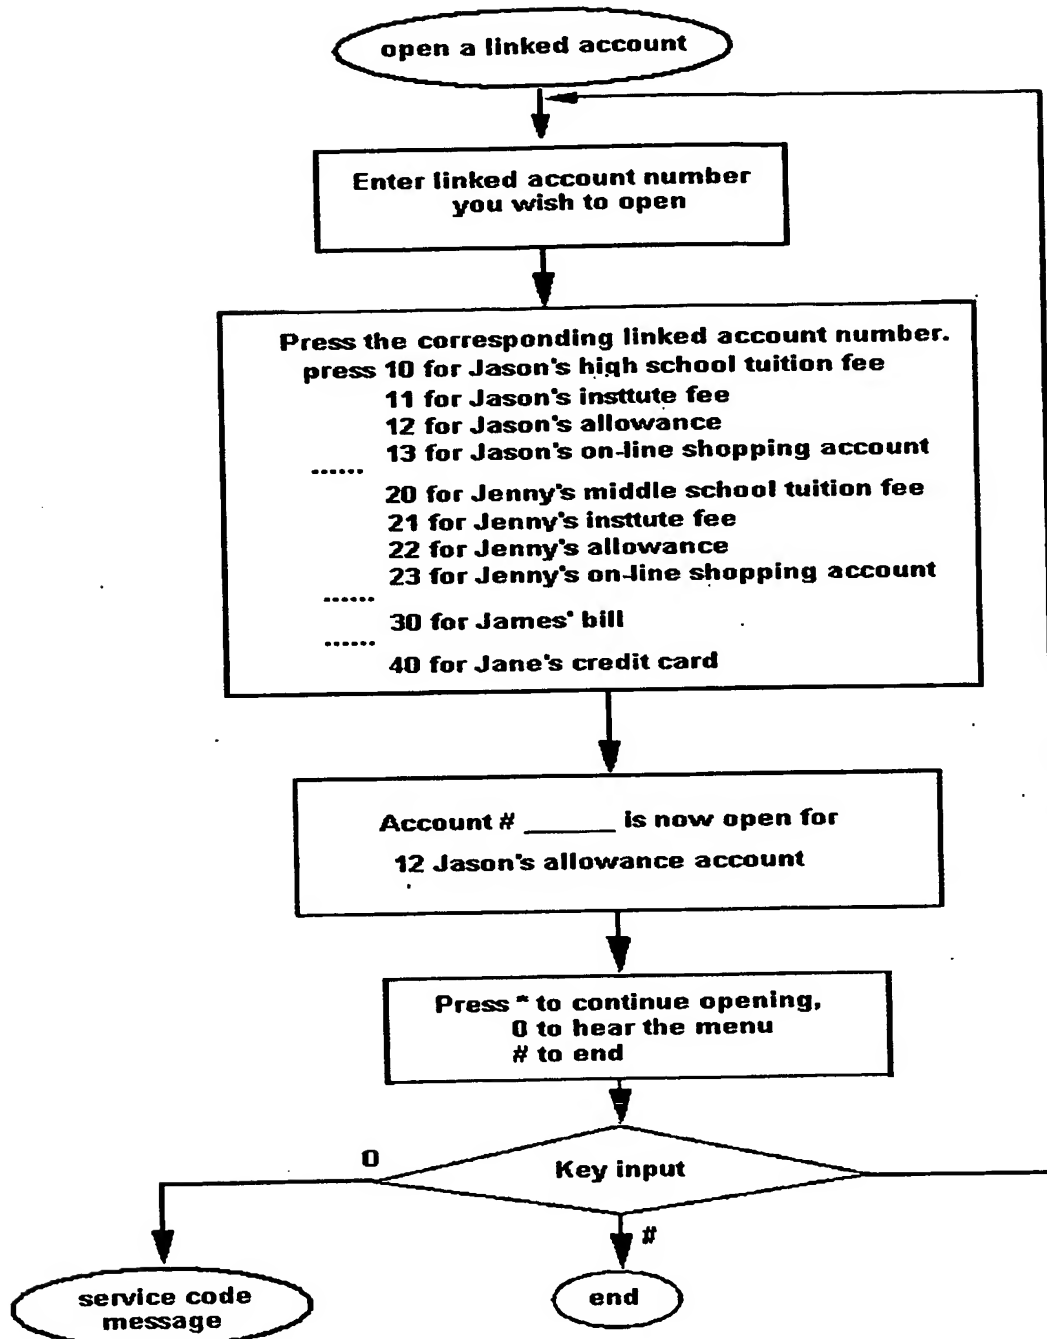 open a linked account
Enter linked account number
you wish to open
Press the corresponding linked account number.
press 10 for Jason's high school tuition fee
11 for Jason's insttute fee
12 for Jason's allowance
13 for Jason's on-line shopping account
......
20 for Jenny's middle school tuition fee
21 for Jenny's insttute fee
22 for Jenny's allowance
23 for Jenny's on-line shopping account
......
30 for James' bill
......
40 for Jane's credit card
Account # ______ is now open for
12 Jason's allowance account
Press * to continue opening,
0 to hear the menu
# to end
0
Key input
#
service code
message
end